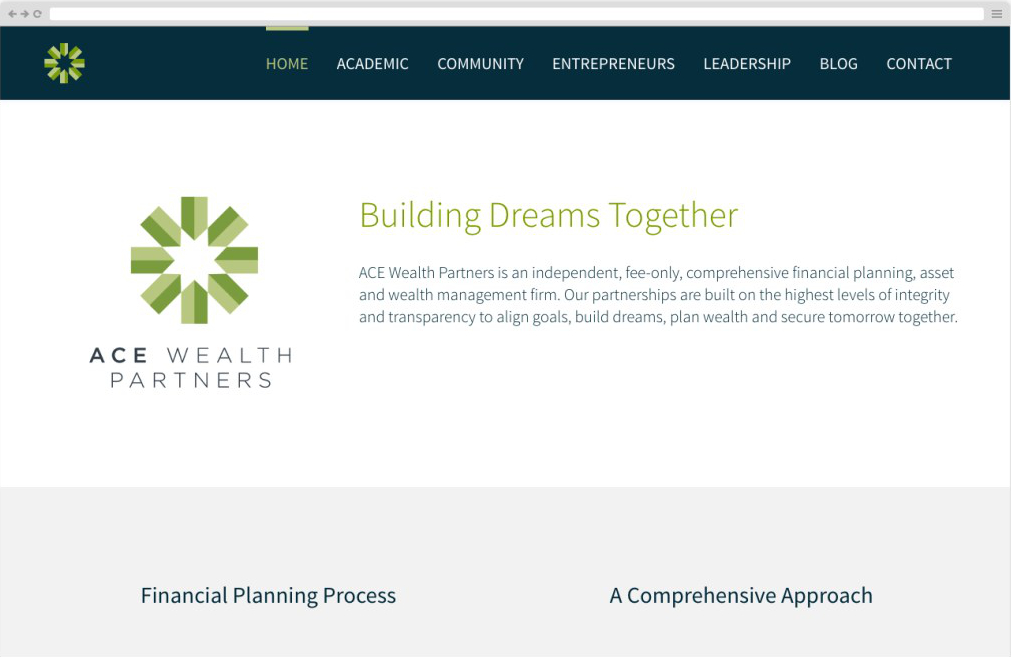 HOME ACADEMIC COMMUNITY ENTREPRENEURS LEADERSHIP BLOG CONTACT
ACE WEALTH
PARTNERS
Building Dreams Together
ACE Wealth Partners is an independent, fee-only, comprehensive financial planning, asset
and wealth management firm. Our partnerships are built on the highest levels of integrity
and transparency to align goals, build dreams, plan wealth and secure tomorrow together.
Financial Planning Process
A Comprehensive Approach